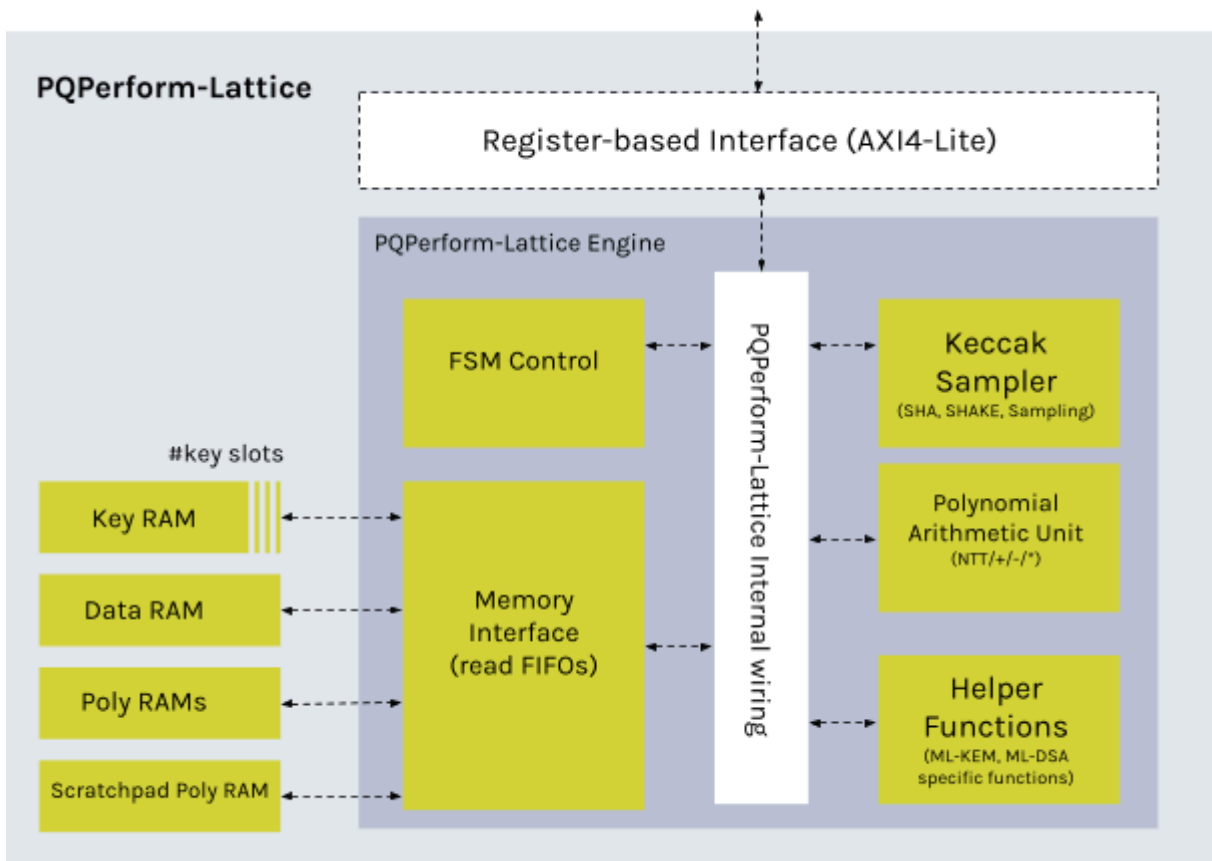 PQPerform-Lattice
Register-based Interface (AXI4-Lite)
PQPerform-Lattice Engine
FSM Control
PQPerform-Lattice Internal wiring
Keccak
Sampler
(SHA, SHAKE, Sampling)
#key slots
Key RAM
Data RAM
Poly RAMs
Scratchpad Poly RAM
Memory
Interface
(read FIFOs)
Polynomial
Arithmetic Unit
(NTT/+/-/*)
Helper
Functions
(ML-KEM, ML-DSA
specific functions)